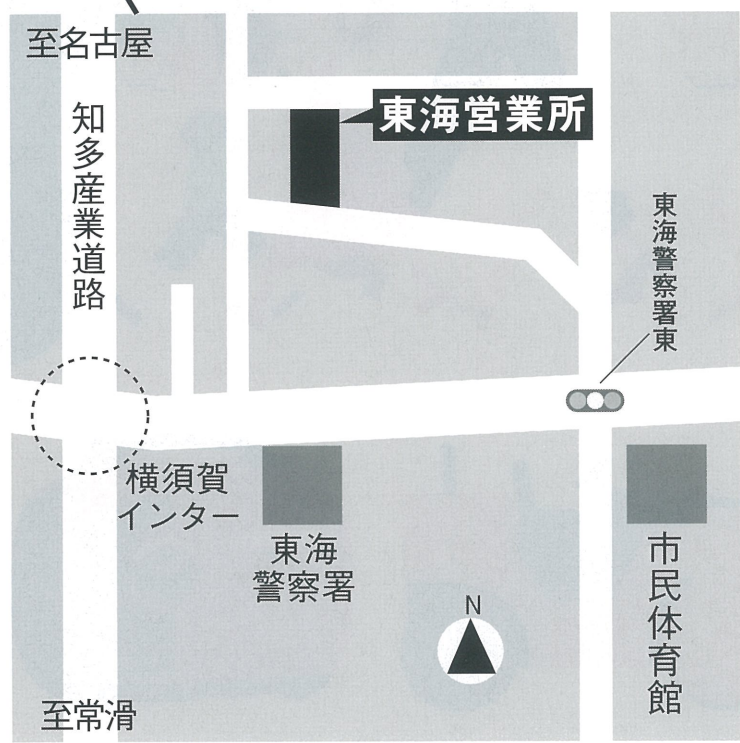 至名古屋
知多産業道路
東海営業所
東海警察署東
横須賀
インター
東海
警察署
市民体育館
N
至常滑